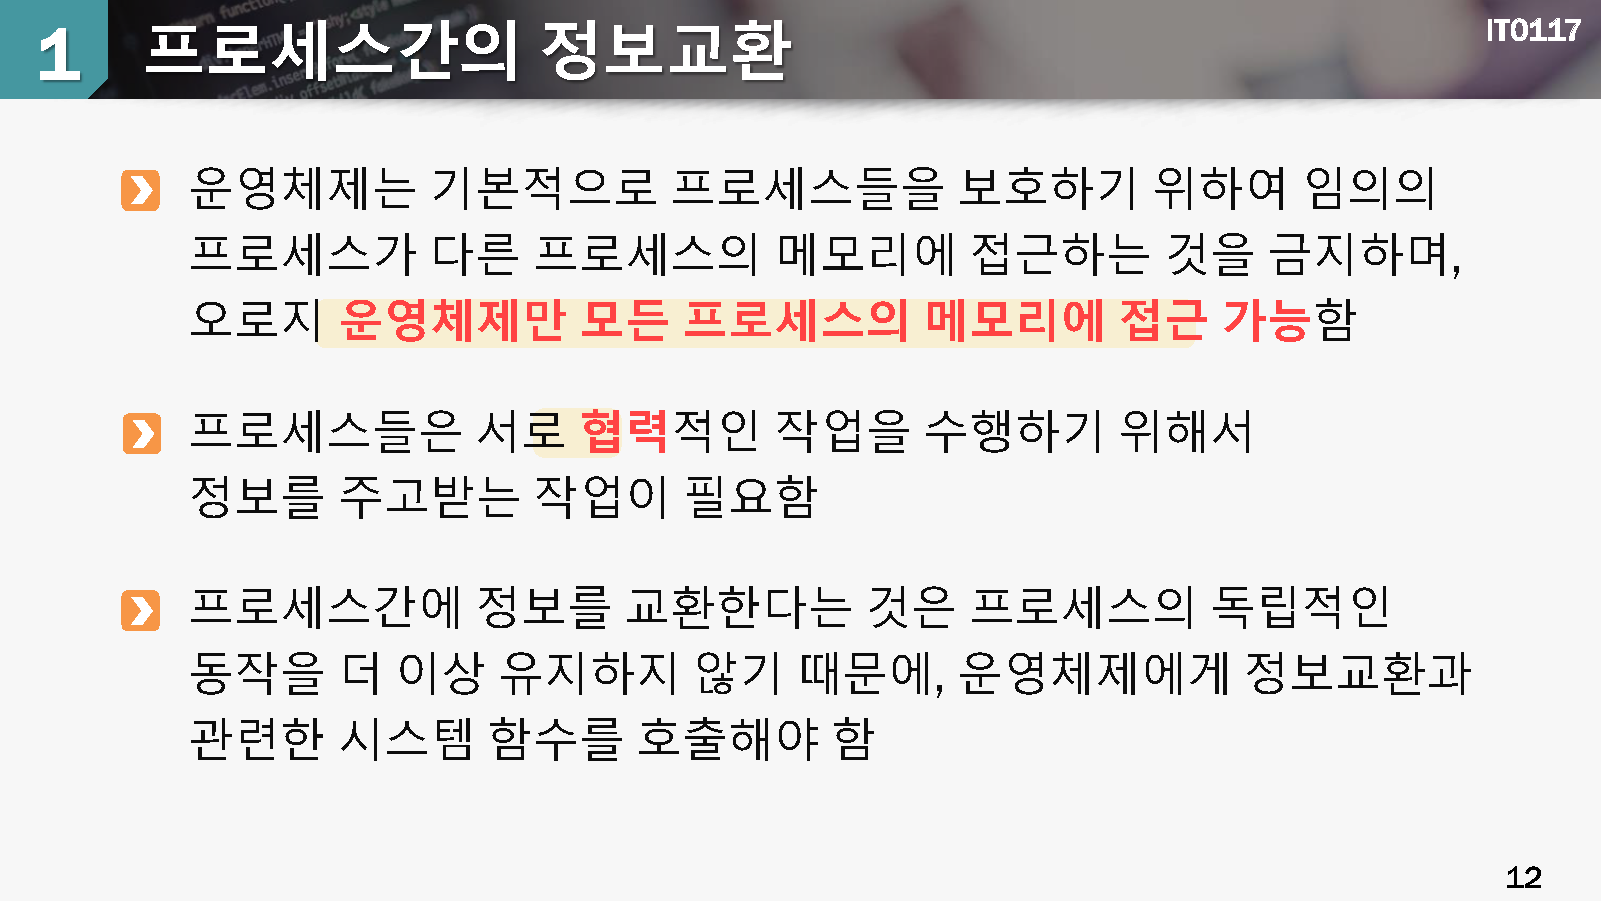 1 프로세스간의 정보교환
IT0117
운영체제는 기본적으로 프로세스들을 보호하기 위하여 임의의
프로세스가 다른 프로세스의 메모리에 접근하는 것을 금지하며,
오로지 운영체제만 모든 프로세스의 메모리에 접근 가능함
프로세스들은 서로 협력적인 작업을 수행하기 위해서
정보를 주고받는 작업이 필요함
프로세스간에 정보를 교환한다는 것은 프로세스의 독립적인
동작을 더 이상 유지하지 않기 때문에, 운영체제에게 정보교환과
관련한 시스템 함수를 호출해야 함
12